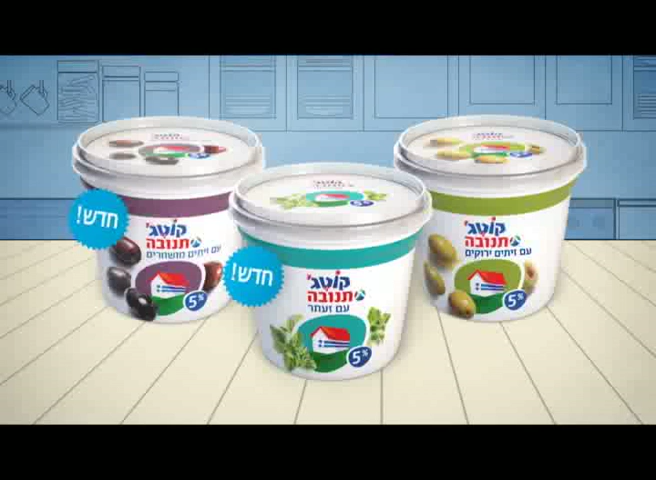 חדש!
קוטג'
תנובה
עם זיתים מושחרים
5%
חדש!
קוטג'
תנובה
עם זעתר
5%
קוטג'
תנובה
עם זיתים ירוקים
5%